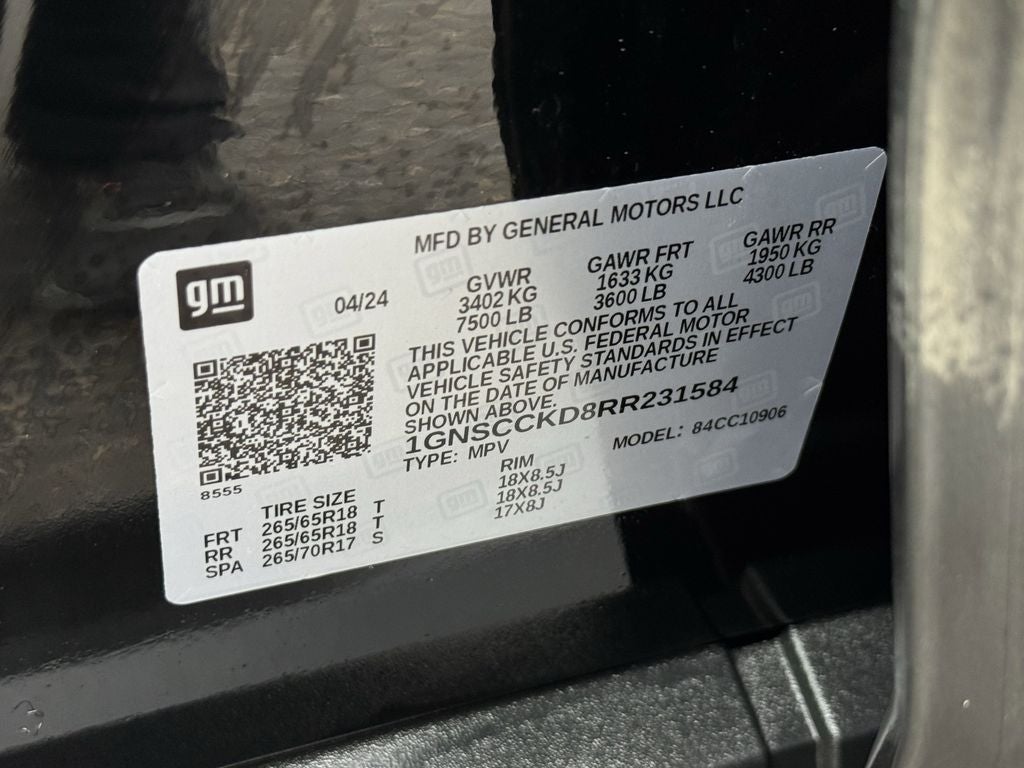 MFD BY GENERAL MOTORS LLC
gm
04/24
GVWR
3402 KG
7500 LB
GAWR FRT
1633 KG
3600 LB
GAWR RR
1950 KG
4300 LB
THIS VEHICLE CONFORMS TO ALL
APPLICABLE U.S. FEDERAL MOTOR
VEHICLE SAFETY STANDARDS IN EFFECT
ON THE DATE OF MANUFACTURE
SHOWN ABOVE.
1GNSCCKD8RR231584
TYPE: MPV
MODEL: 84CC10906
8555
TIRE SIZE
RIM
FRT 265/65R18 T 18X8.5J
RR 265/65R18 T 18X8.5J
SPA 265/70R17 S 17X8J